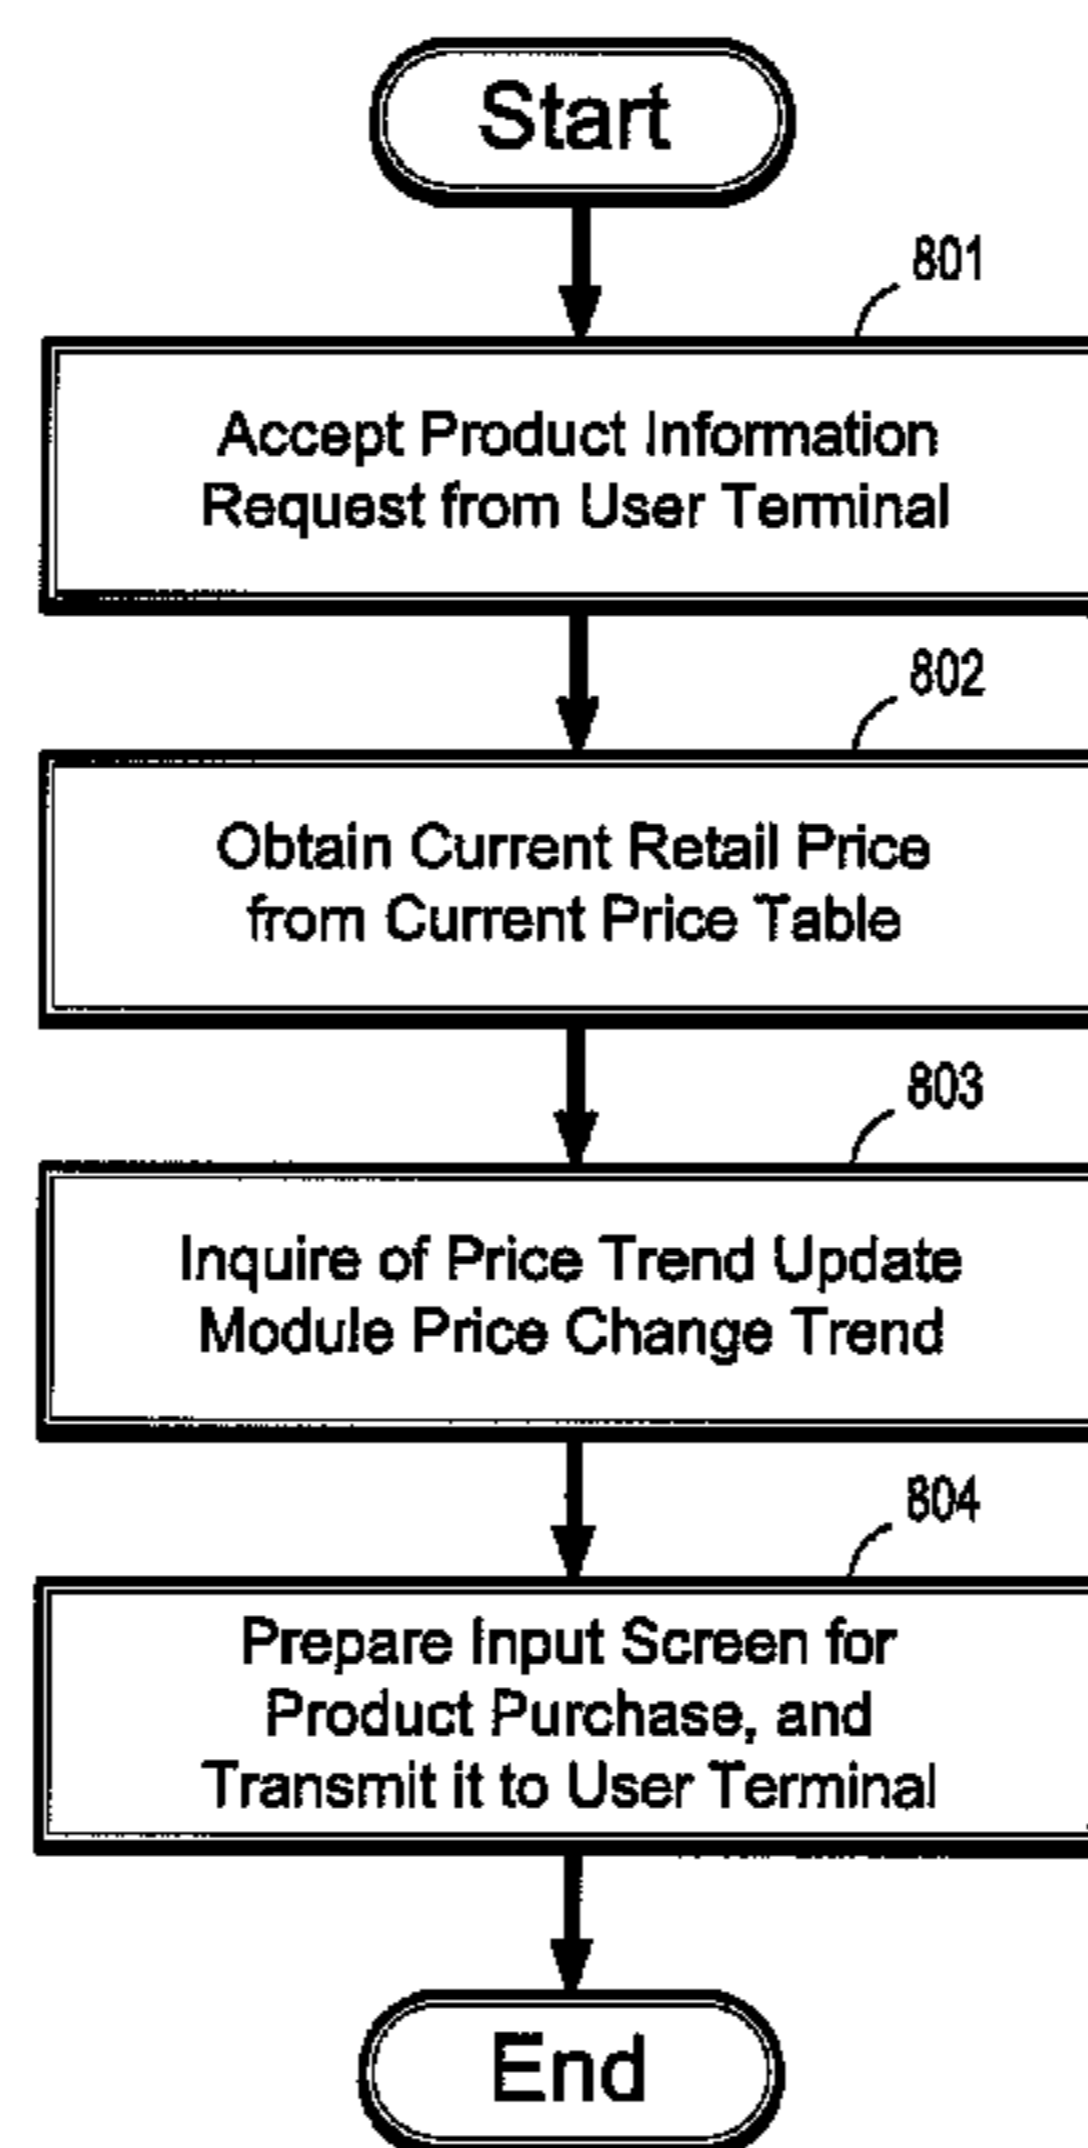 Start
801
Accept Product Information
Request from User Terminal
802
Obtain Current Retail Price
from Current Price Table
803
Inquire of Price Trend Update
Module Price Change Trend
804
Prepare Input Screen for
Product Purchase, and
Transmit it to User Terminal
End